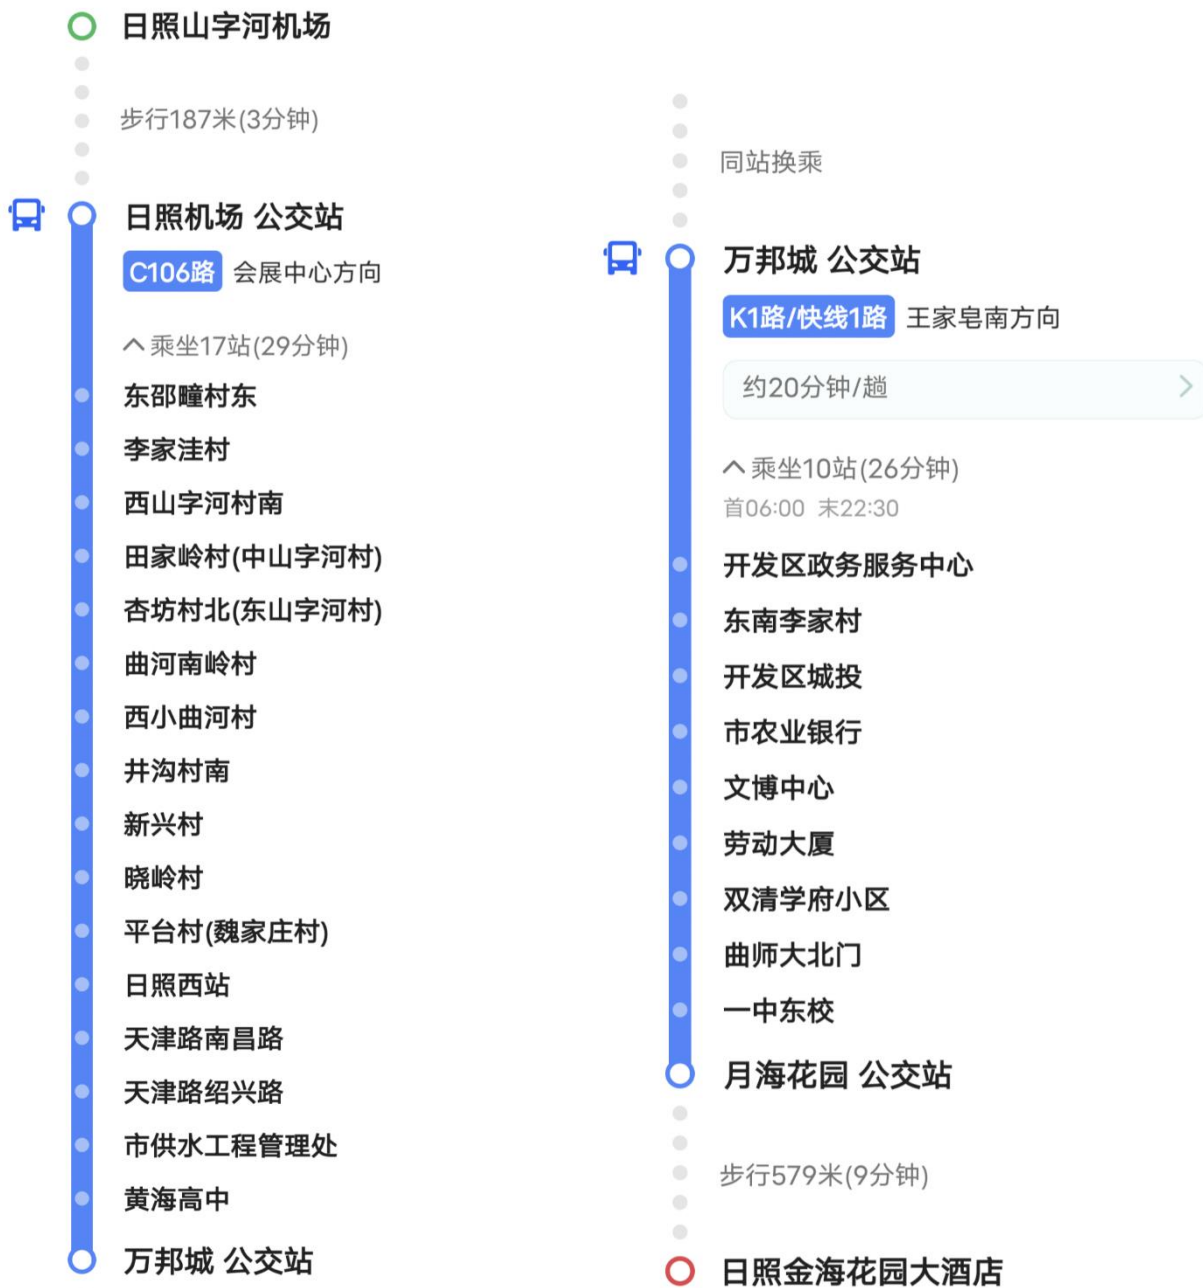 日照山字河机场
步行187米(3分钟)
日照机场 公交站
C106路 会展中心方向
乘坐17站(29分钟)
东邵疃村东
李家洼村
西山字河村南
田家岭村(中山字河村)
杏坊村北(东山字河村)
曲河南岭村
西小曲河村
井沟村南
新兴村
晓岭村
平台村(魏家庄村)
日照西站
天津路南昌路
天津路绍兴路
市供水工程管理处
黄海高中
万邦城 公交站
同站换乘
万邦城 公交站
K1路/快线1路 王家皂南方向
约20分钟/趟
乘坐10站(26分钟)
首06:00 末22:30
开发区政务服务中心
东南李家村
开发区城投
市农业银行
文博中心
劳动大厦
双清学府小区
曲师大北门
一中东校
月海花园 公交站
步行579米(9分钟)
日照金海花园大酒店